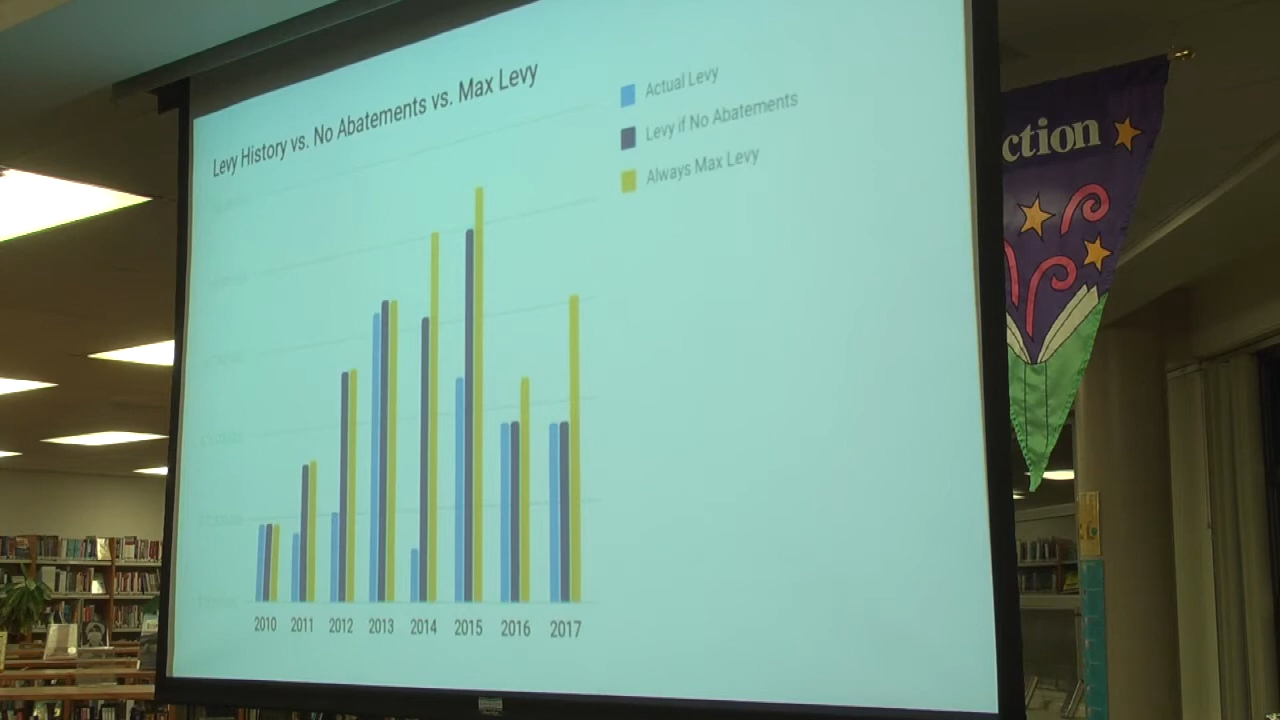 Levy History vs. No Abatements vs. Max Levy
Actual Levy
Levy if No Abatements
Always Max Levy
2010 2011 2012 2013 2014 2015 2016 2017
ction